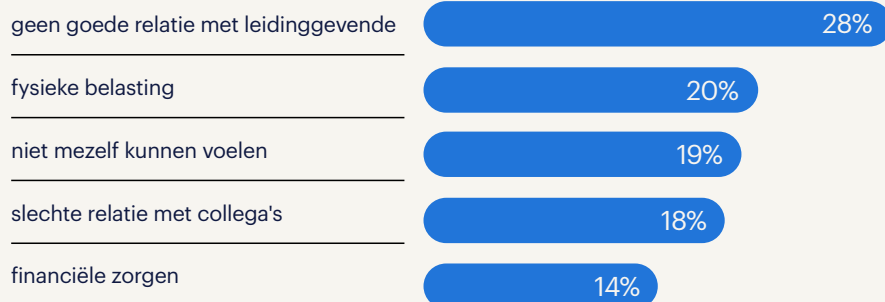 geen goede relatie met leidinggevende 28%
fysieke belasting 20%
niet mezelf kunnen voelen 19%
slechte relatie met collega's 18%
financiële zorgen 14%